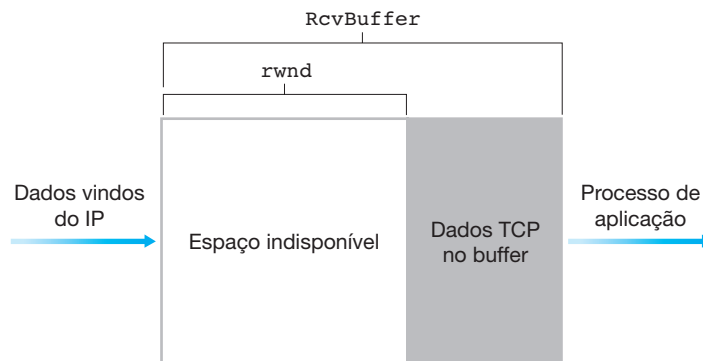 RcvBuffer
rwnd
Dados vindos
do IP
Espaço indisponível
Dados TCP
no buffer
Processo de
aplicação